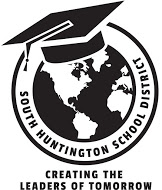 SOUTH HUNTINGTON SCHOOL DISTRICT
CREATING THE
LEADERS OF TOMORROW